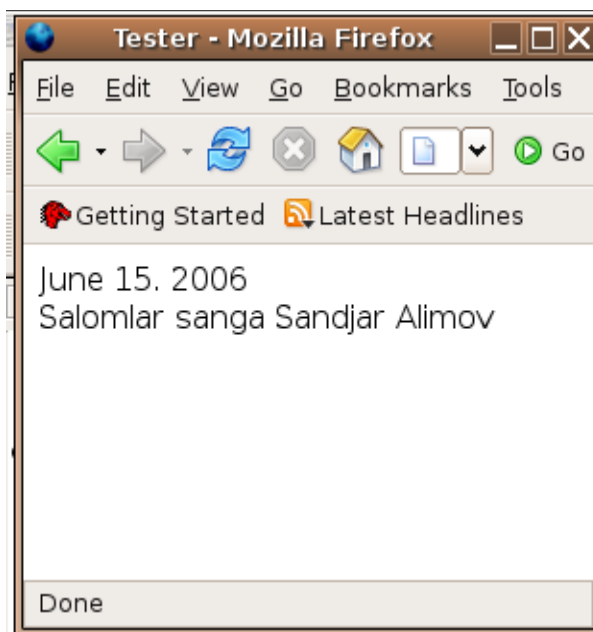 Tester - Mozilla Firefox
File Edit View Go Bookmarks Tools
Go
Getting Started Latest Headlines
June 15. 2006
Salomlar sanga Sandjar Alimov
Done